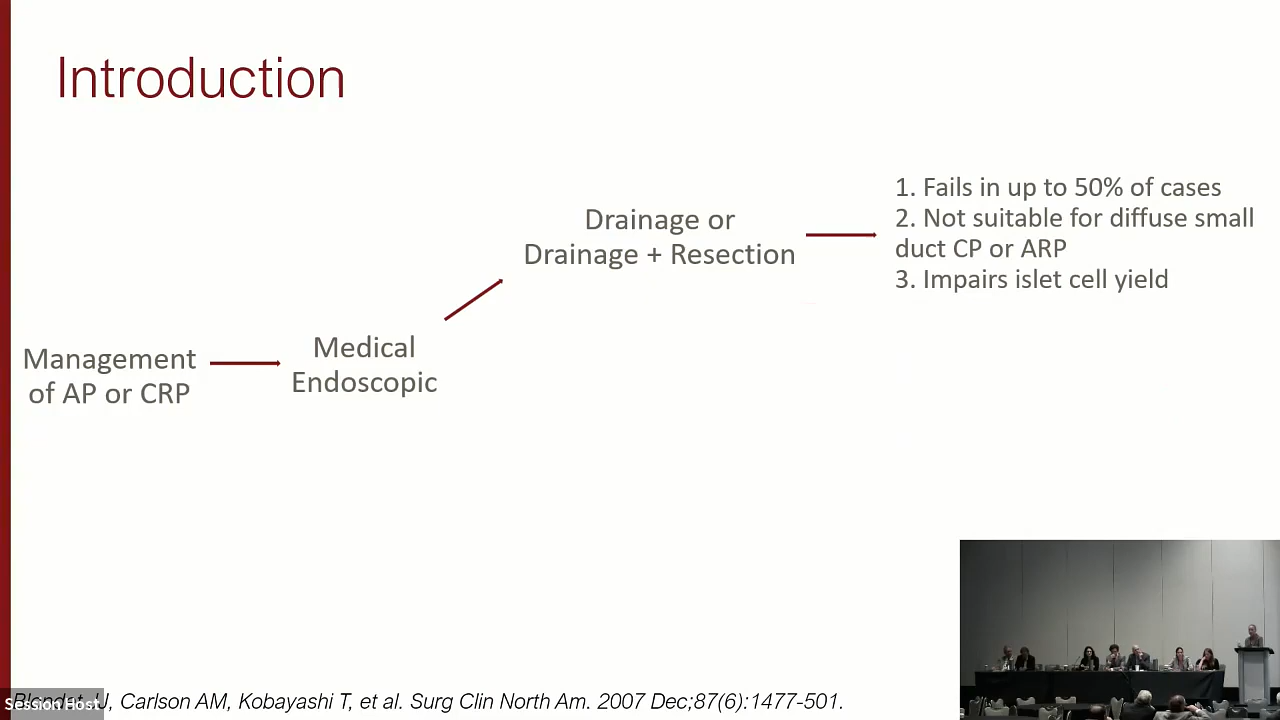 Introduction
Drainage or
Drainage + Resection
1. Fails in up to 50% of cases
2. Not suitable for diffuse small
duct CP or ARP
3. Impairs islet cell yield
Management
of AP or CRP
Medical
Endoscopic
Carlson AM, Kobayashi T, et al. Surg Clin North Am. 2007 Dec;87(6):1477-501.
Session Host